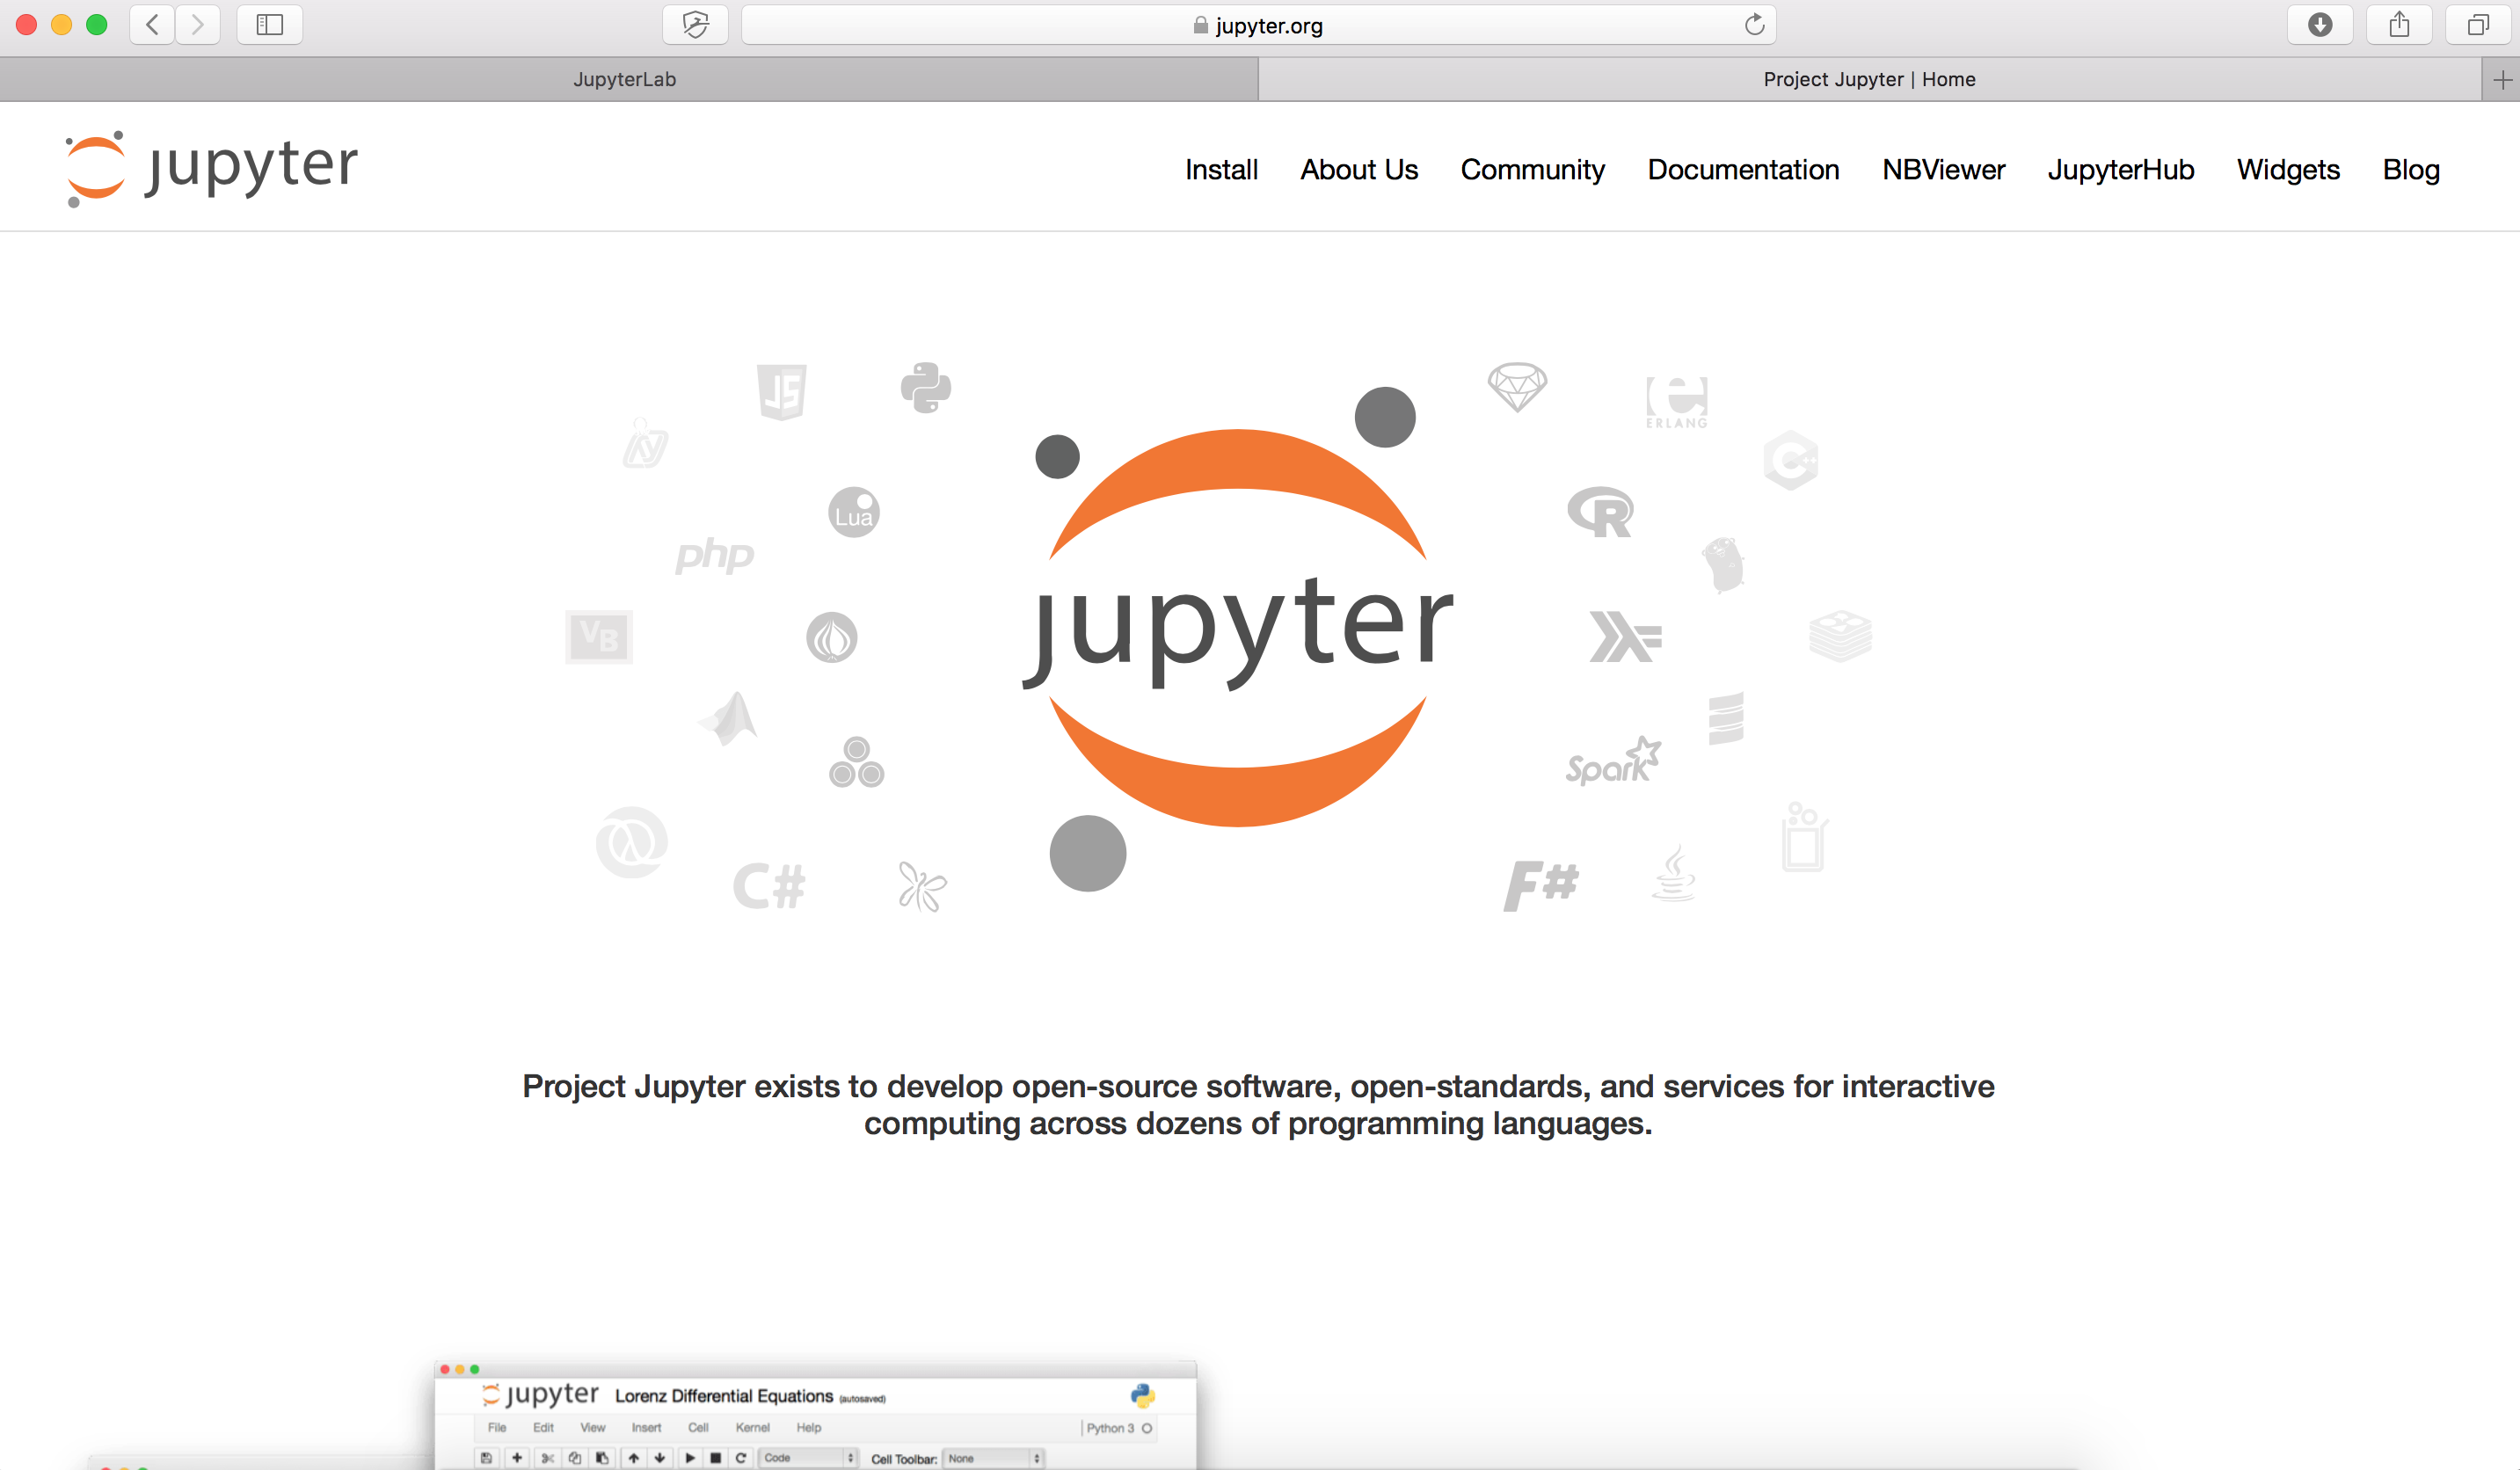 jupyter.org
JupyterLab
Project Jupyter | Home
jupyter
Install About Us Community Documentation NBViewer JupyterHub Widgets Blog
JS
ERLANG
C++
Lua
R
php
VB
jupyter
Spark
C#
F#
Project Jupyter exists to develop open-source software, open-standards, and services for interactive
computing across dozens of programming languages.
jupyter Lorenz Differential Equations (autosaved)
File Edit View Insert Cell Kernel Help Python 3
Code Cell Toolbar: None